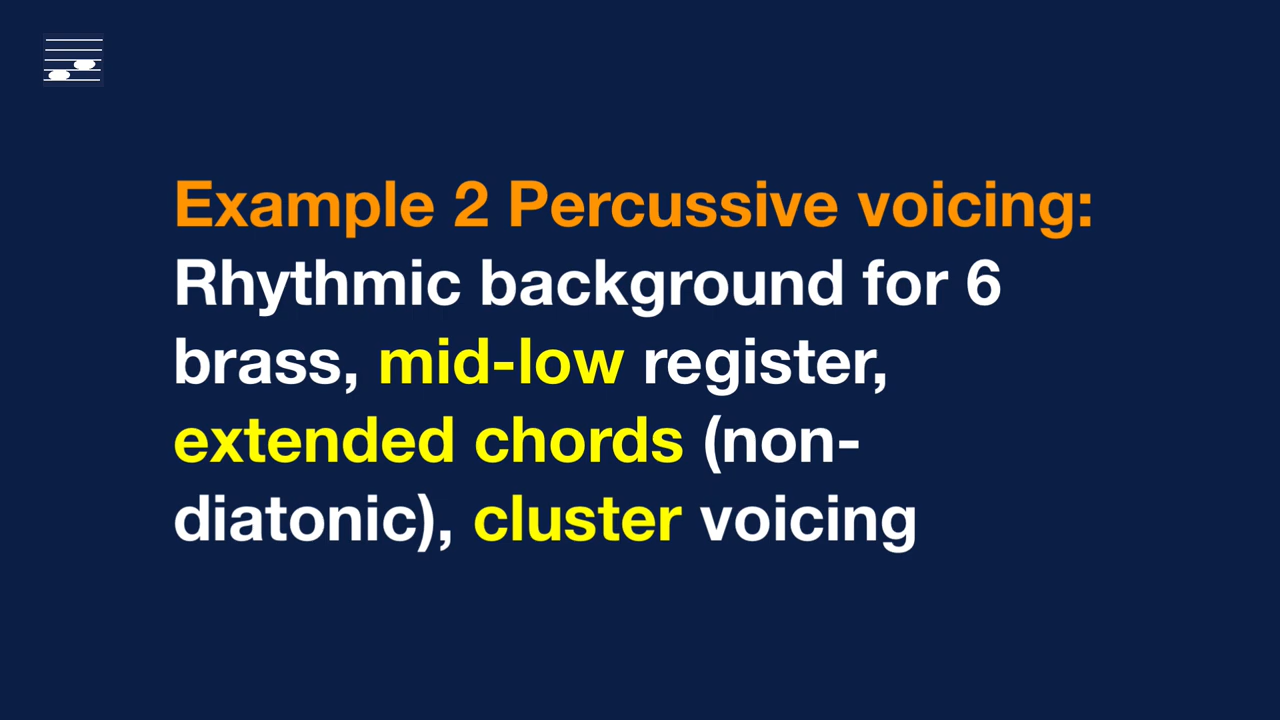 Example 2 Percussive voicing:
Rhythmic background for 6
brass, mid-low register,
extended chords (non-
diatonic), cluster voicing